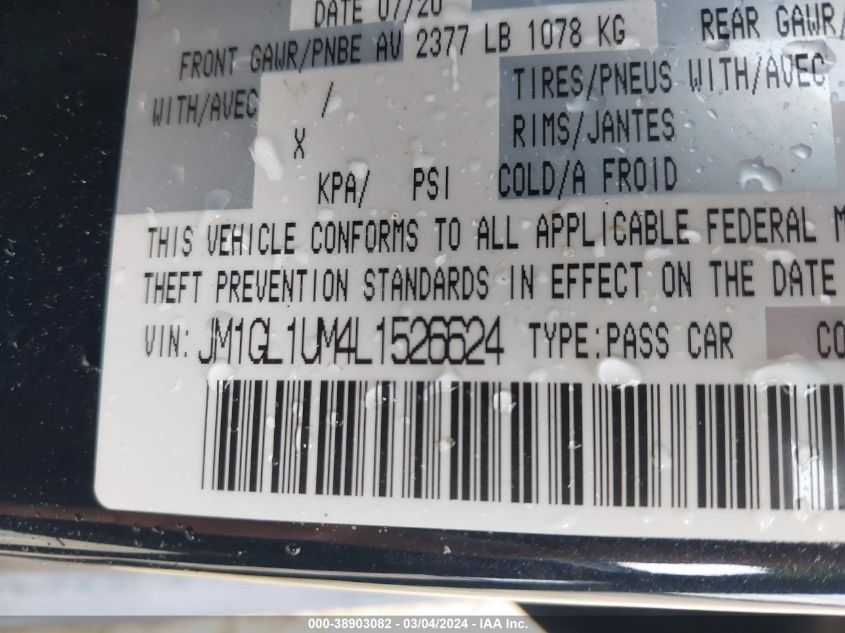 DATE 07/20
FRONT GAWR/PNBE AV 2377 LB 1078 KG REAR GAWR/
WITH/AVEC / TIRES/PNEUS WITH/AVEC
X RIMS/JANTES
KPA/ PSI COLD/A FROID
THIS VEHICLE CONFORMS TO ALL APPLICABLE FEDERAL M
THEFT PREVENTION STANDARDS IN EFFECT ON THE DATE
VIN: JM1GL1UM4L1526624 TYPE:PASS CAR CO
000-38903082 - 03/04/2024 - IAA Inc.